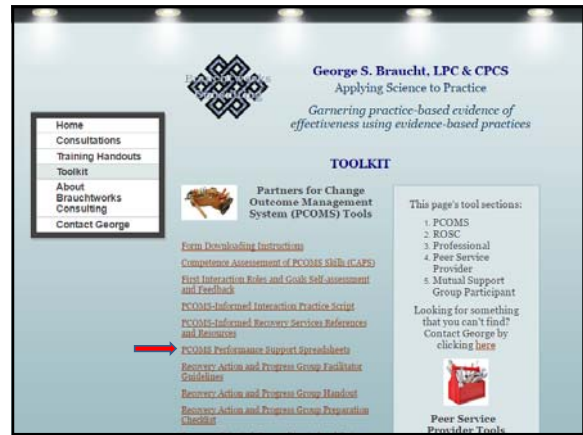 Brauchtworks
Consulting
George S. Braucht, LPC & CPCS
Applying Science to Practice
Garnering practice-based evidence of
effectiveness using evidence-based practices
Home
Consultations
Training Handouts
Toolkit
About
Brauchtworks
Consulting
Contact George
TOOLKIT
Partners for Change
Outcome Management
System (PCOMS) Tools
Form Downloading Instructions
Competence Assessment of PCOMS Skills (CAPS)
First Interaction Roles and Goals Self-assessment
and Feedback
PCOMS-Informed Interaction Practice Script
PCOMS-Informed Recovery Services References
and Resources
PCOMS Performance Support Spreadsheets
Recovery Action and Progress Group Facilitator
Guidelines
Recovery Action and Progress Group Handout
Recovery Action and Progress Group Preparation
Checklist
This page's tool sections:
1. PCOMS
2. ROSC
3. Professional
4. Peer Service
Provider
5. Mutual Support
Group Participant
Looking for something
that you can't find?
Contact George by
clicking here
Peer Service
Provider Tools